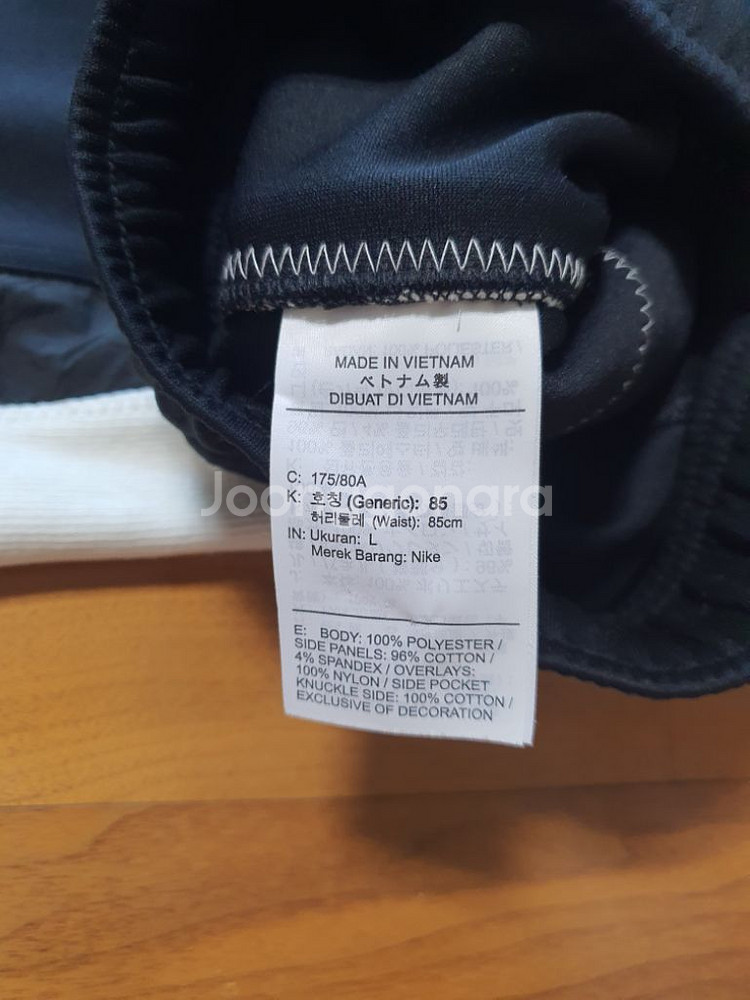 MADE IN VIETNAM
ベトナム製
DIBUAT DI VIETNAM
C: 175/80A
K: 호칭 (Generic): 85
허리둘레 (Waist): 85cm
IN: Ukuran: L
Merek Barang: Nike
E: BODY: 100% POLYESTER /
SIDE PANELS: 96% COTTON /
4% SPANDEX / OVERLAYS:
100% NYLON / SIDE POCKET
KNUCKLE SIDE: 100% COTTON /
EXCLUSIVE OF DECORATION
Joonggonara